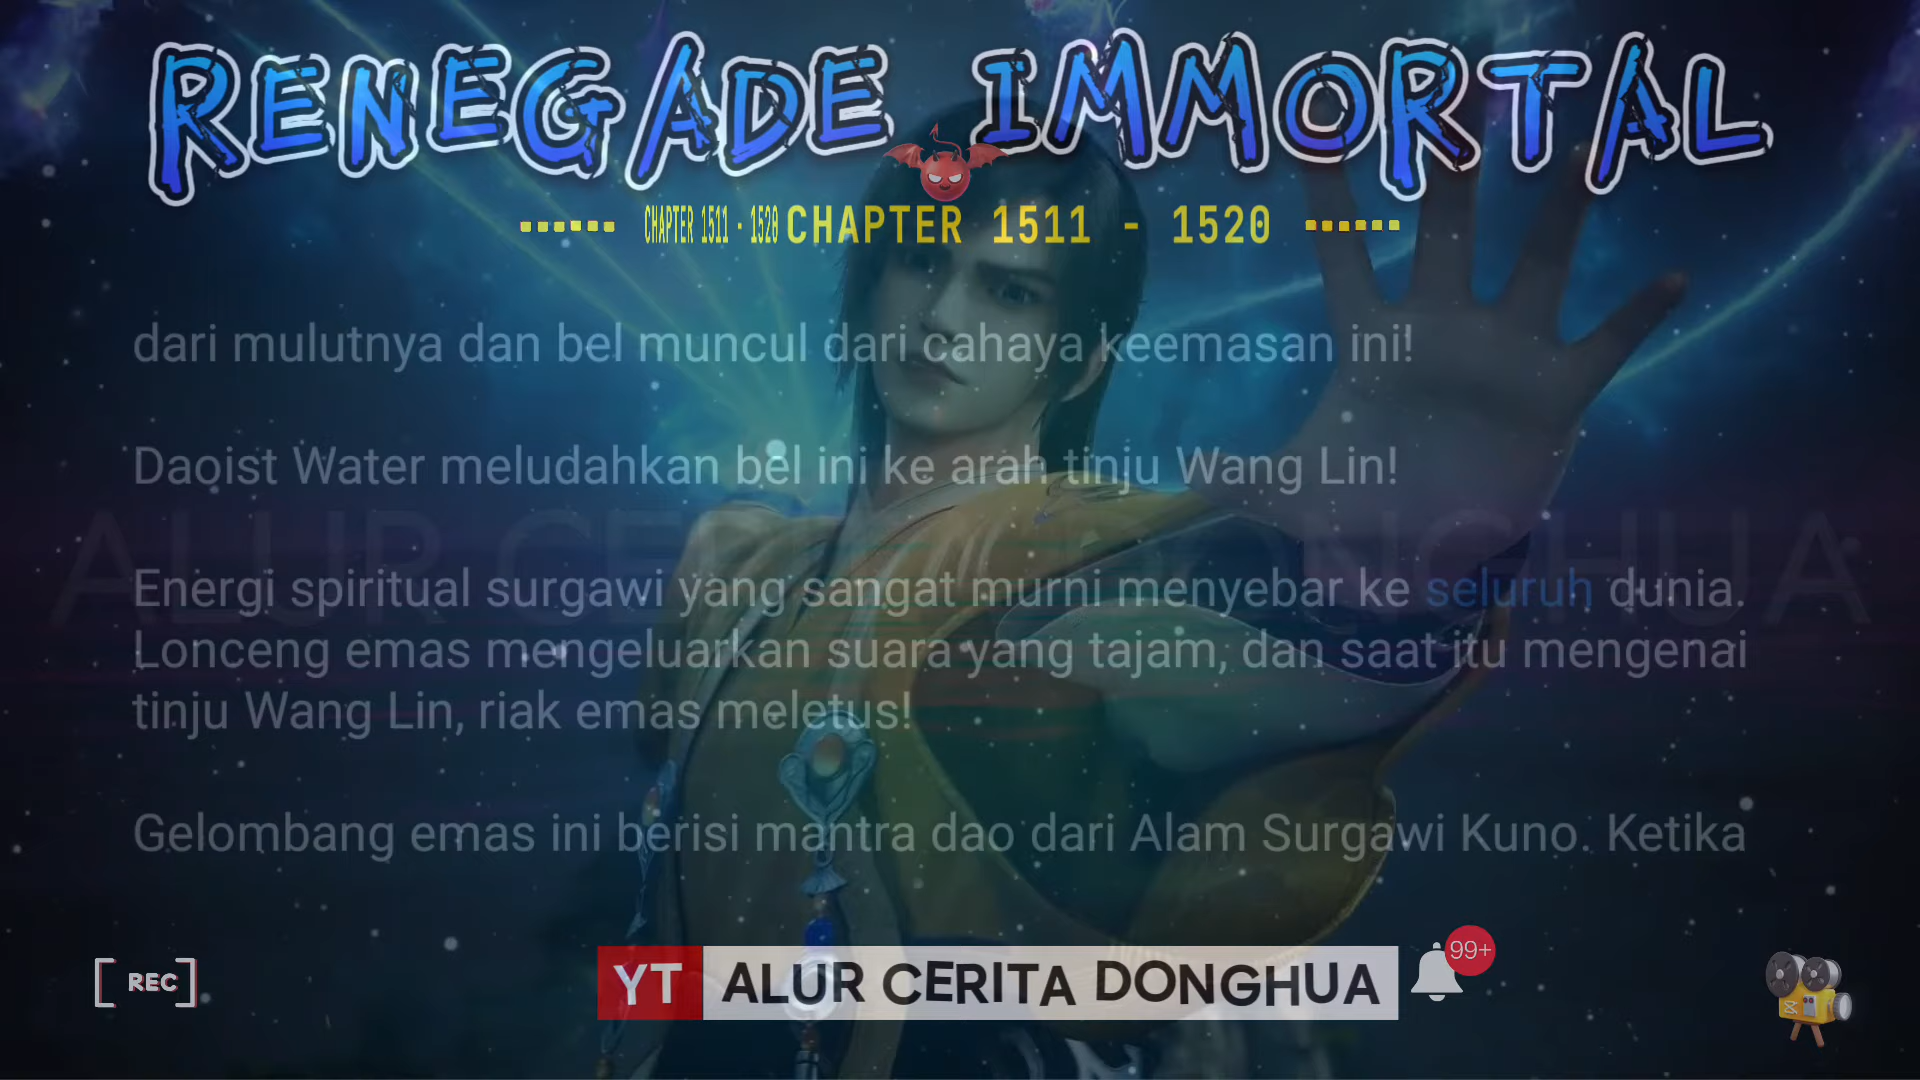 RENEGADE IMMORTAL
CHAPTER 1511 - 1520 CHAPTER 1511 - 1520
dari mulutnya dan bel muncul dari cahaya keemasan ini!
Daoist Water meludahkan bel ini ke arah tinju Wang Lin!
ALUR CERITA DONGHUA
Energi spiritual surgawi yang sangat murni menyebar ke seluruh dunia.
Lonceng emas mengeluarkan suara yang tajam, dan saat itu mengenai
tinju Wang Lin, riak emas meletus!
Gelombang emas ini berisi mantra dao dari Alam Surgawi Kuno. Ketika
[ REC ]
YT ALUR CERITA DONGHUA
99+